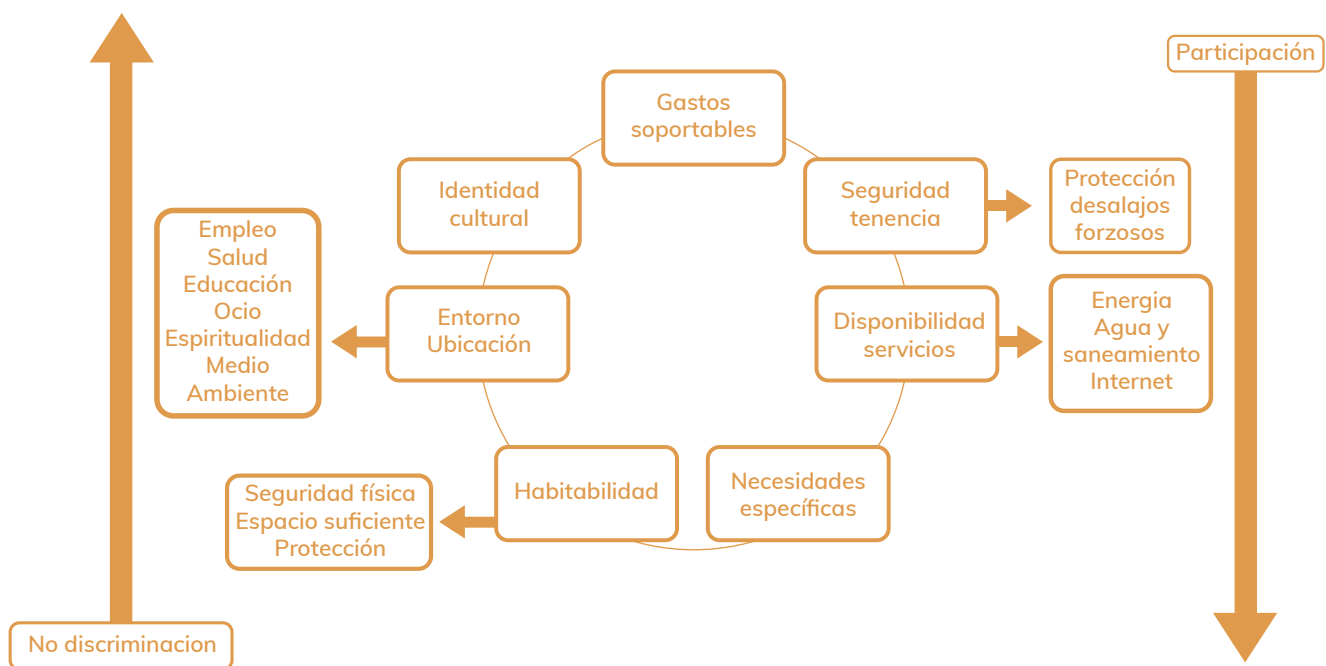 Participación
Gastos
soportables
Identidad
cultural
Seguridad
tenencia
Protección
desalajos
forzosos
Empleo
Salud
Educación
Ocio
Espiritualidad
Medio
Ambiente
Entorno
Ubicación
Disponibilidad
servicios
Energia
Agua y
saneamiento
Internet
Habitabilidad
Necesidades
específicas
Seguridad física
Espacio suficiente
Protección
No discriminacion